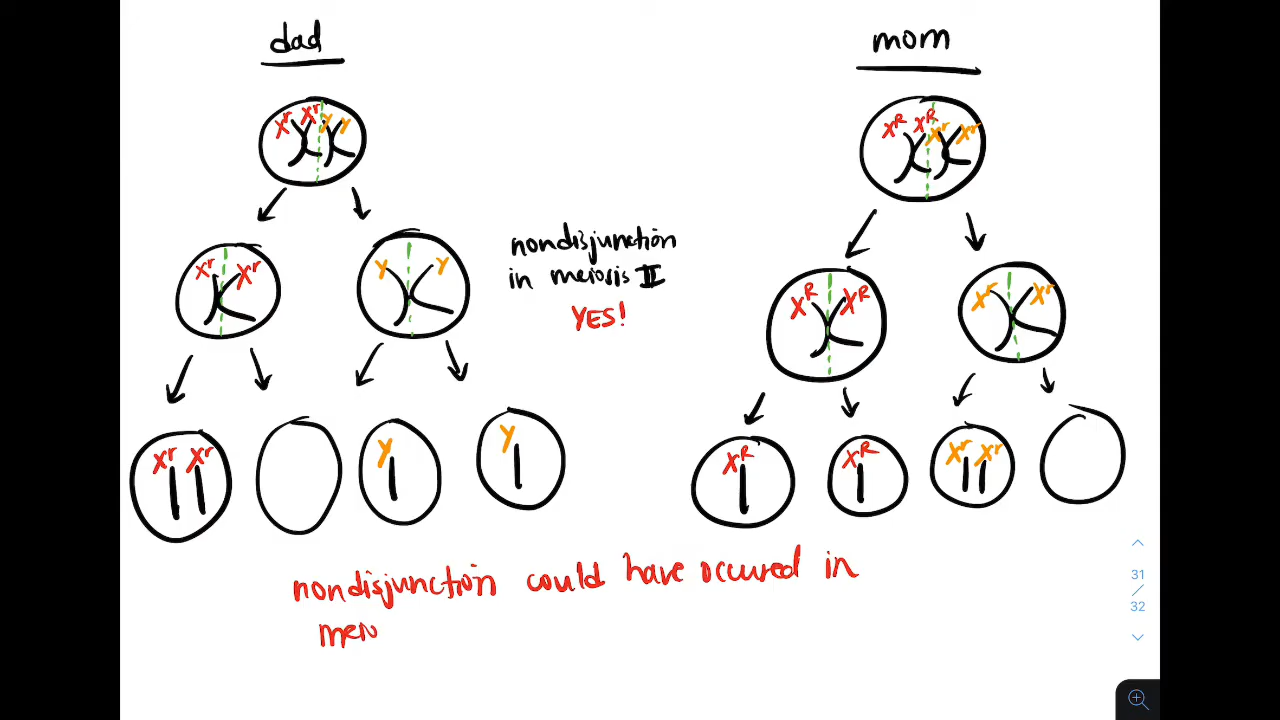 dad
mom
X^r X^r Y Y
X^R X^R X^r X^r
X^r X^r
Y Y
nondisjunction
in meiosis II
YES!
X^R X^R
X^r X^r
X^r X^r
Y
Y
X^R
X^R
X^r X^r
nondisjunction could have occured in
meio
31
/
32